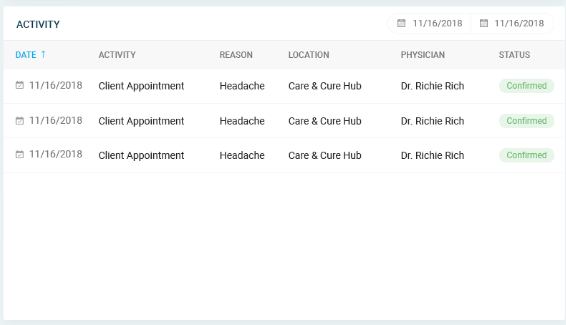 ACTIVITY 11/16/2018 11/16/2018
DATE ↑ ACTIVITY REASON LOCATION PHYSICIAN STATUS
11/16/2018 Client Appointment Headache Care & Cure Hub Dr. Richie Rich Confirmed
11/16/2018 Client Appointment Headache Care & Cure Hub Dr. Richie Rich Confirmed
11/16/2018 Client Appointment Headache Care & Cure Hub Dr. Richie Rich Confirmed